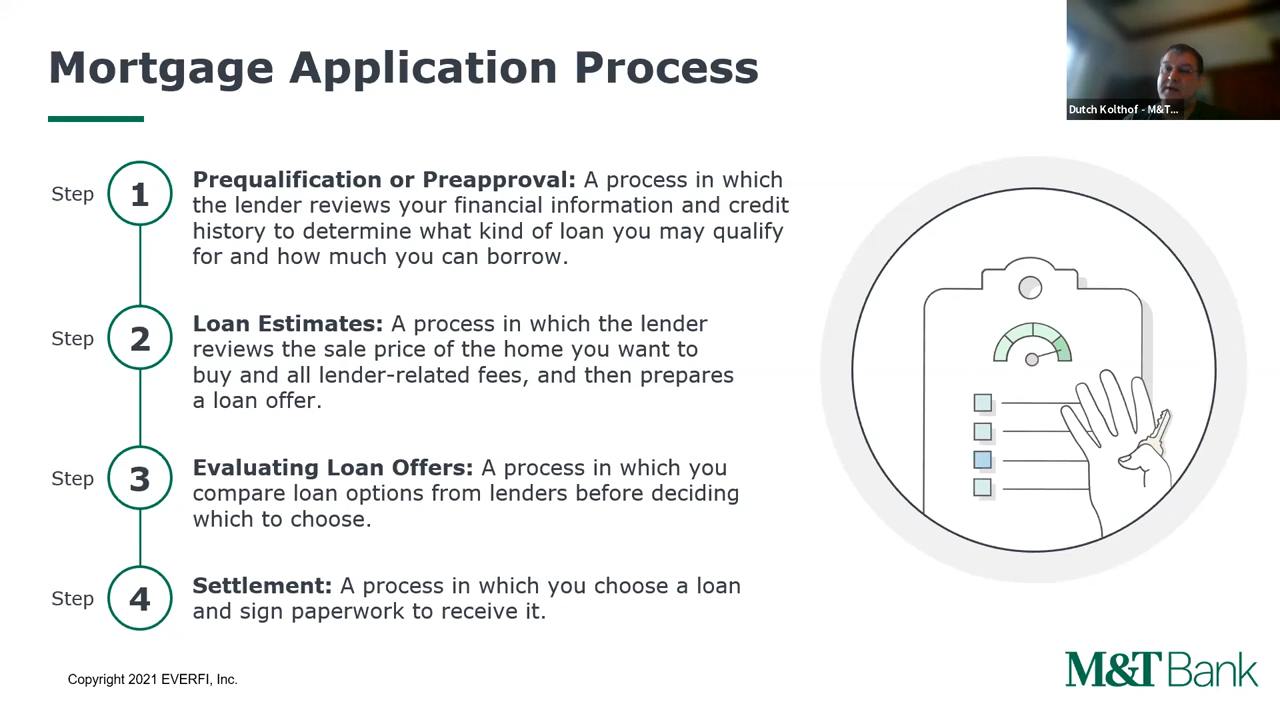 Mortgage Application Process
Dutch Kolthof - M&T...
Step 1
Prequalification or Preapproval: A process in which
the lender reviews your financial information and credit
history to determine what kind of loan you may qualify
for and how much you can borrow.
Step 2
Loan Estimates: A process in which the lender
reviews the sale price of the home you want to
buy and all lender-related fees, and then prepares
a loan offer.
Step 3
Evaluating Loan Offers: A process in which you
compare loan options from lenders before deciding
which to choose.
Step 4
Settlement: A process in which you choose a loan
and sign paperwork to receive it.
Copyright 2021 EVERFI, Inc.
M&T Bank